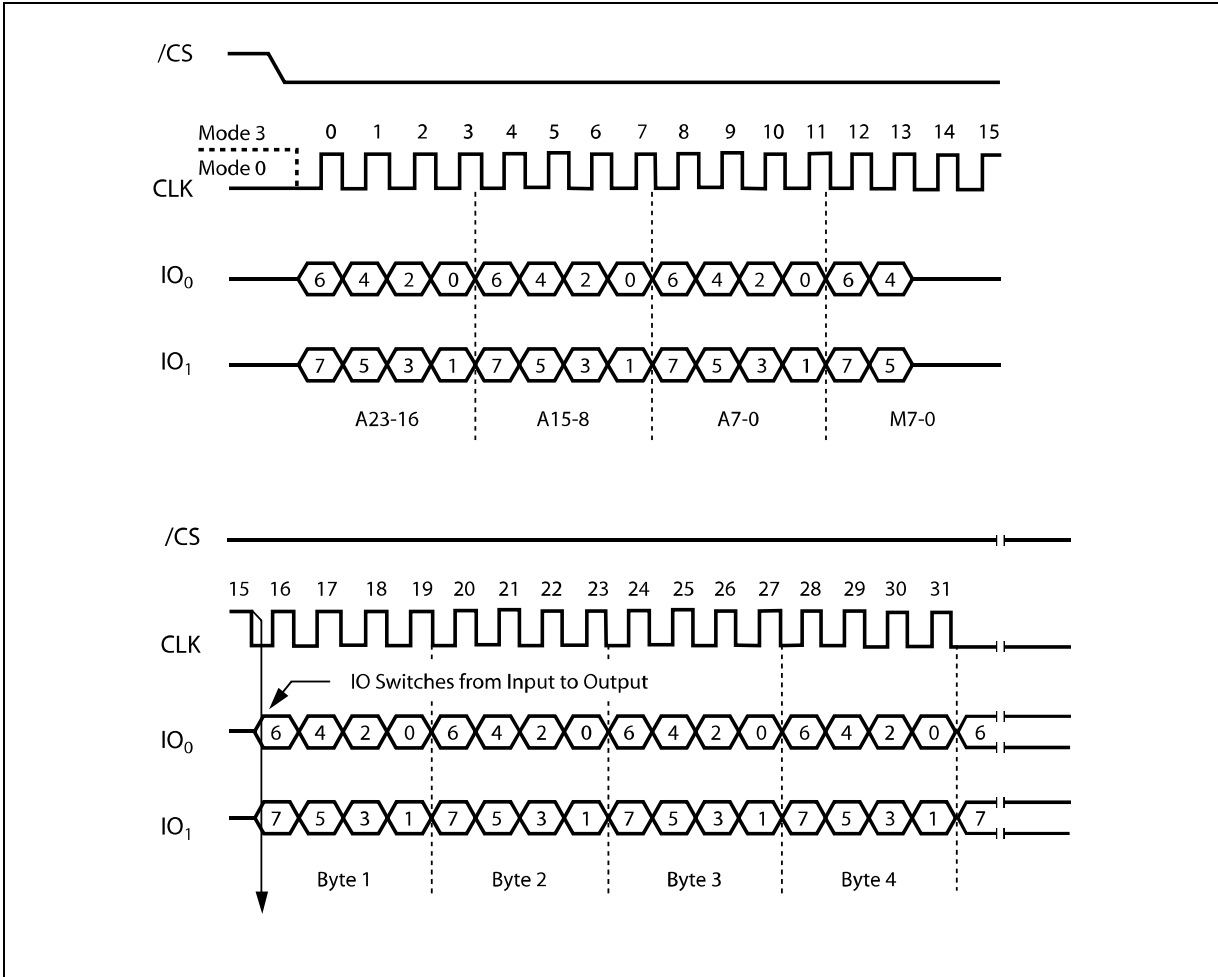 /CS
Mode 3
0 1 2 3 4 5 6 7 8 9 10 11 12 13 14 15
Mode 0
CLK
IO0 6 4 2 0 6 4 2 0 6 4 2 0 6 4
IO1 7 5 3 1 7 5 3 1 7 5 3 1 7 5
A23-16 A15-8 A7-0 M7-0
/CS
15 16 17 18 19 20 21 22 23 24 25 26 27 28 29 30 31
CLK
IO Switches from Input to Output
IO0 6 4 2 0 6 4 2 0 6 4 2 0 6 4 2 0 6
IO1 7 5 3 1 7 5 3 1 7 5 3 1 7 5 3 1 7
Byte 1 Byte 2 Byte 3 Byte 4